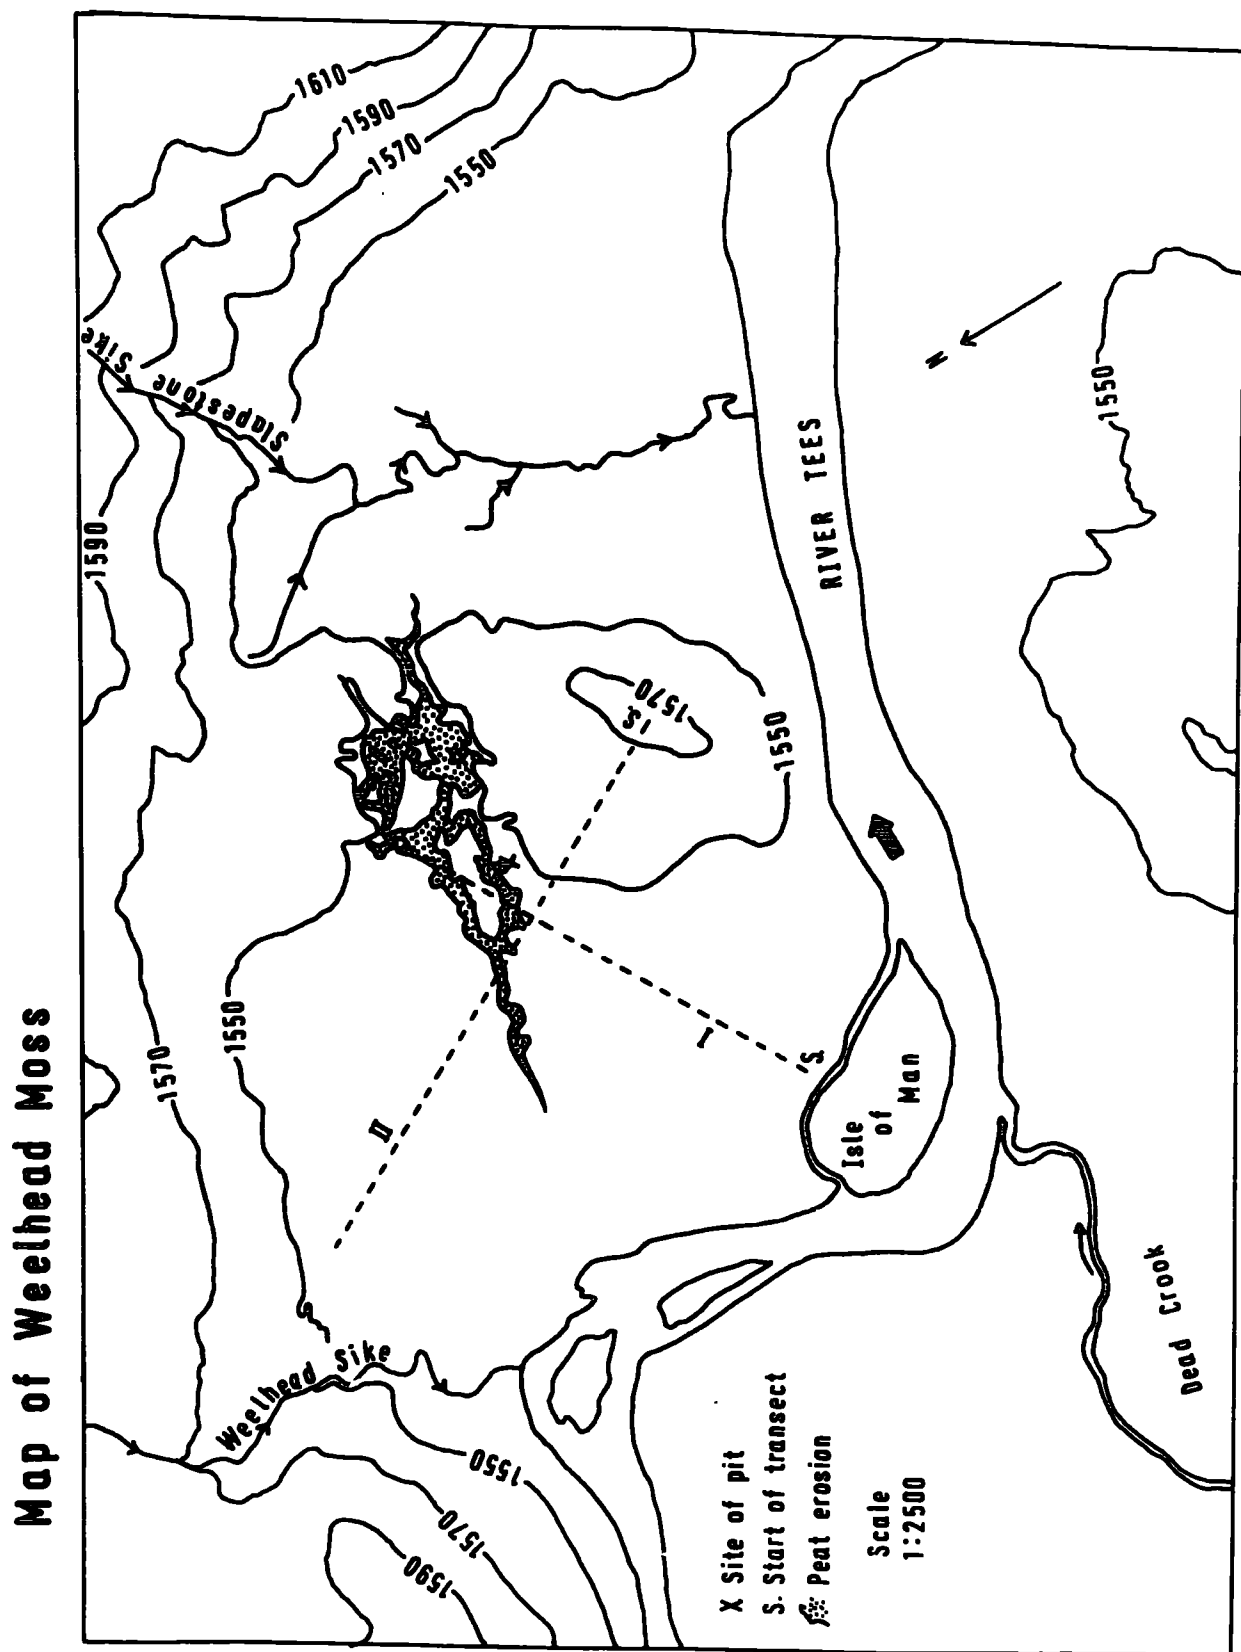 Map of Weelhead Moss
1610
1590
1570
1550
Slapestone Sike
1590
1570
1550
1570
S.
1550
RIVER TEES
N
1550
II
I
S.
Isle
of
Man
Weelhead Sike
1550
1570
1590
Dead Crook
X Site of pit
S. Start of transect
Peat erosion
Scale
1:2500
X